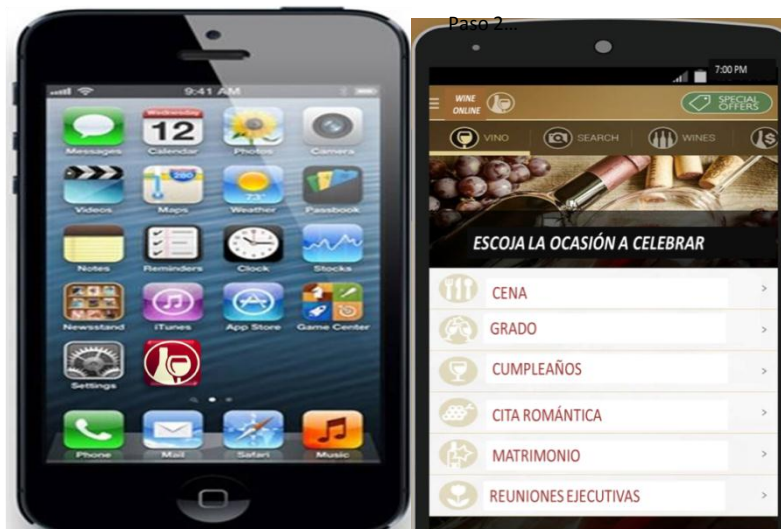 9:41 AM
Wednesday
12
Messages
Calendar
Photos
Camera
280
73°
Videos
Maps
Weather
Passbook
Notes
Reminders
Clock
Stocks
Newsstand
iTunes
App Store
Game Center
Settings
Phone
Mail
Safari
Music
Paso 2...
7:00 PM
WINE
ONLINE
SPECIAL
OFFERS
VINO
SEARCH
WINES
ESCOJA LA OCASIÓN A CELEBRAR
CENA
GRADO
CUMPLEAÑOS
CITA ROMÁNTICA
MATRIMONIO
REUNIONES EJECUTIVAS